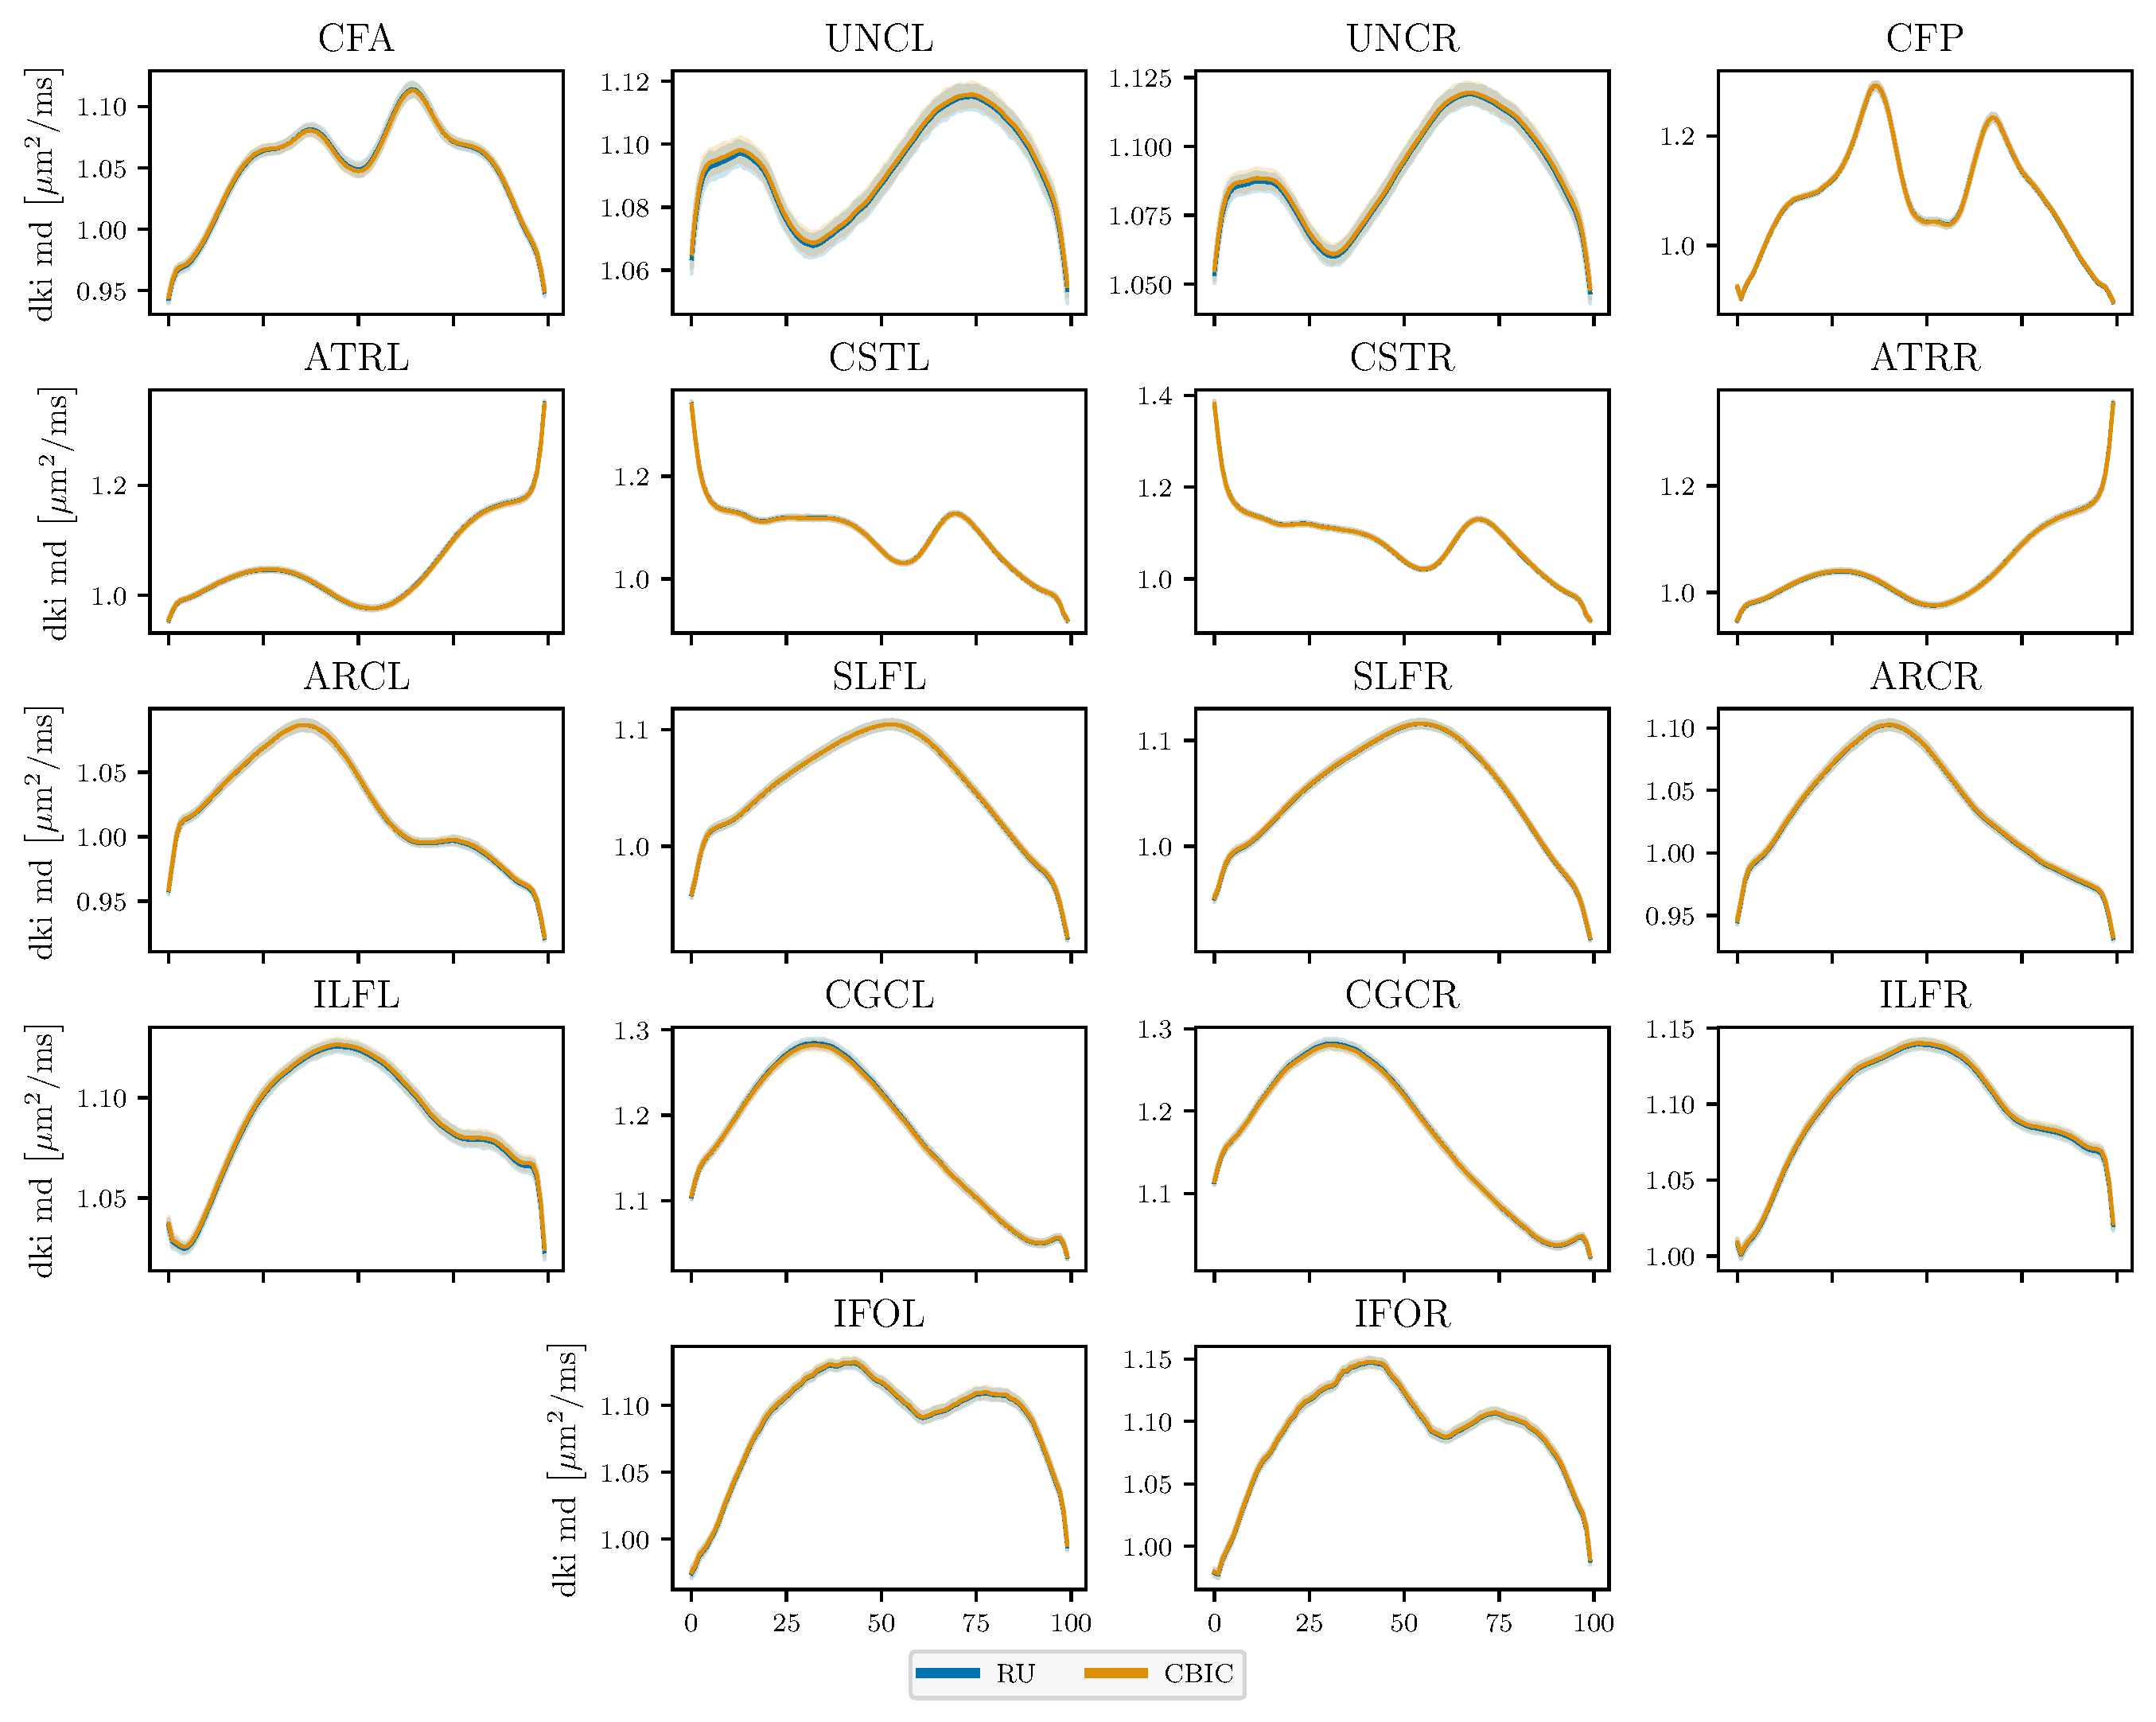 CFA
UNCL
UNCR
CFP
dki md [μm²/ms]
1.10
1.05
1.00
0.95
1.12
1.10
1.08
1.06
1.125
1.100
1.075
1.050
1.2
1.0
ATRL
CSTL
CSTR
ATRR
dki md [μm²/ms]
1.2
1.0
1.2
1.0
1.4
1.2
1.0
1.2
1.0
ARCL
SLFL
SLFR
ARCR
dki md [μm²/ms]
1.05
1.00
0.95
1.1
1.0
1.1
1.0
1.10
1.05
1.00
0.95
ILFL
CGCL
CGCR
ILFR
dki md [μm²/ms]
1.10
1.05
1.3
1.2
1.1
1.3
1.2
1.1
1.15
1.10
1.05
1.00
IFOL
IFOR
dki md [μm²/ms]
1.10
1.05
1.00
1.15
1.10
1.05
1.00
0 25 50 75 100
0 25 50 75 100
RU CBIC